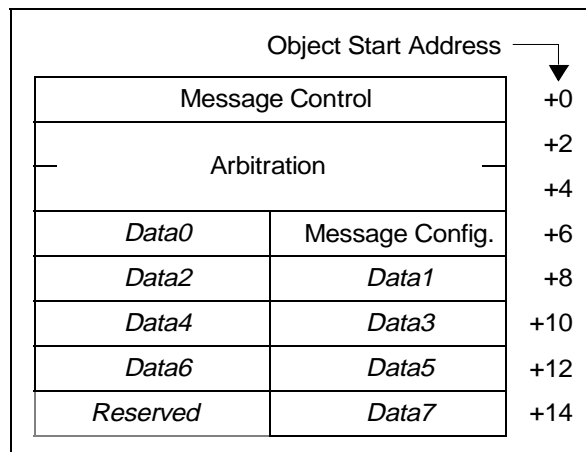 Object Start Address
Message Control +0
+2
Arbitration
+4
Data0 Message Config. +6
Data2 Data1 +8
Data4 Data3 +10
Data6 Data5 +12
Reserved Data7 +14